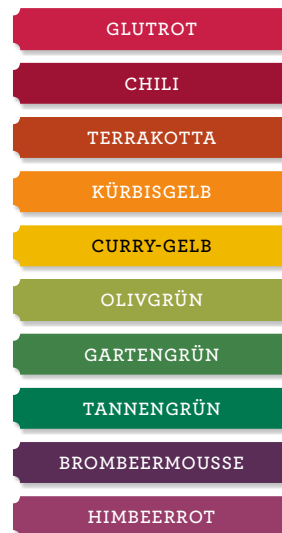 GLUTROT
CHILI
TERRAKOTTA
KÜRBISGELB
CURRY-GELB
OLIVGRÜN
GARTENGRÜN
TANNENGRÜN
BROMBEERMOUSSE
HIMBEERROT